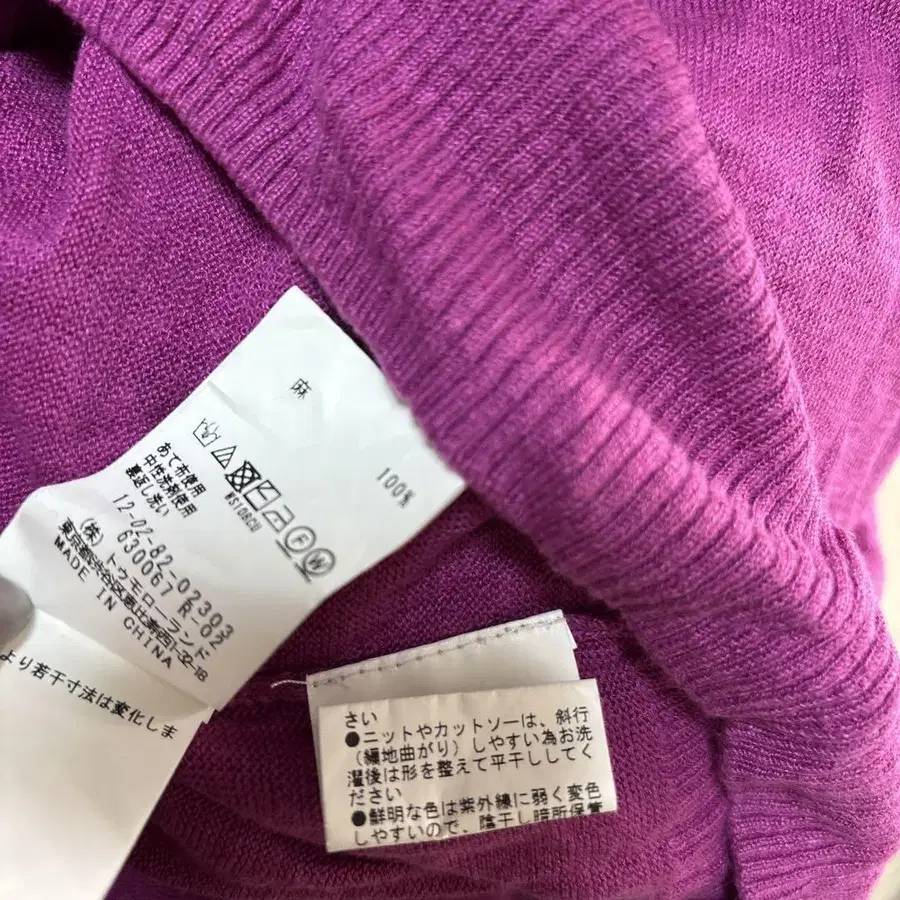 麻
100%
WS10BCU
F
W
あて布使用
中性洗剤使用
裏返し洗い
12-02-82-02303
630067 R-02
(株)トゥモローランド
東京都渋谷区恵比寿西1-32-18
MADE IN CHINA
より若干寸法は変化しま
さい
●ニットやカットソーは、斜行
(編地曲がり)しやすい為お洗
濯後は形を整えて平干ししてく
ださい
●鮮明な色は紫外線に弱く変色
しやすいので、陰干し暗所保管